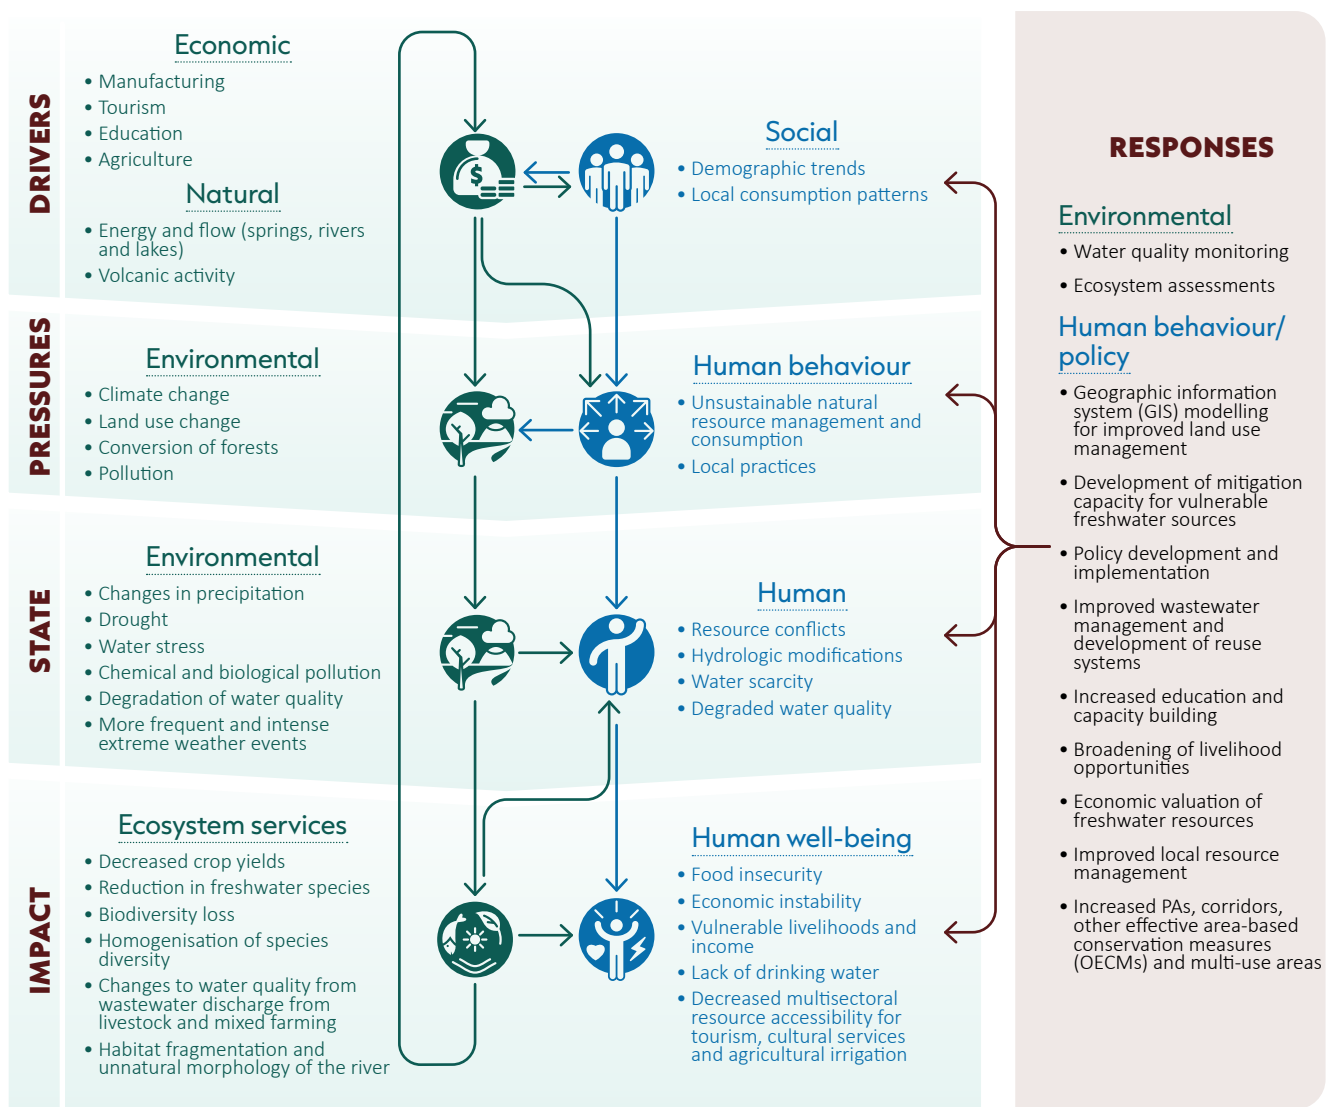 DRIVERS
Economic
• Manufacturing
• Tourism
• Education
• Agriculture
Natural
• Energy and flow (springs, rivers
and lakes)
• Volcanic activity
$
Social
• Demographic trends
• Local consumption patterns
PRESSURES
Environmental
• Climate change
• Land use change
• Conversion of forests
• Pollution
Human behaviour
• Unsustainable natural
resource management and
consumption
• Local practices
STATE
Environmental
• Changes in precipitation
• Drought
• Water stress
• Chemical and biological pollution
• Degradation of water quality
• More frequent and intense
extreme weather events
Human
• Resource conflicts
• Hydrologic modifications
• Water scarcity
• Degraded water quality
IMPACT
Ecosystem services
• Decreased crop yields
• Reduction in freshwater species
• Biodiversity loss
• Homogenisation of species
diversity
• Changes to water quality from
wastewater discharge from
livestock and mixed farming
• Habitat fragmentation and
unnatural morphology of the river
Human well-being
• Food insecurity
• Economic instability
• Vulnerable livelihoods and
income
• Lack of drinking water
• Decreased multisectoral
resource accessibility for
tourism, cultural services
and agricultural irrigation
RESPONSES
Environmental
• Water quality monitoring
• Ecosystem assessments
Human behaviour/
policy
• Geographic information
system (GIS) modelling
for improved land use
management
• Development of mitigation
capacity for vulnerable
freshwater sources
• Policy development and
implementation
• Improved wastewater
management and
development of reuse
systems
• Increased education and
capacity building
• Broadening of livelihood
opportunities
• Economic valuation of
freshwater resources
• Improved local resource
management
• Increased PAs, corridors,
other effective area-based
conservation measures
(OECMs) and multi-use areas